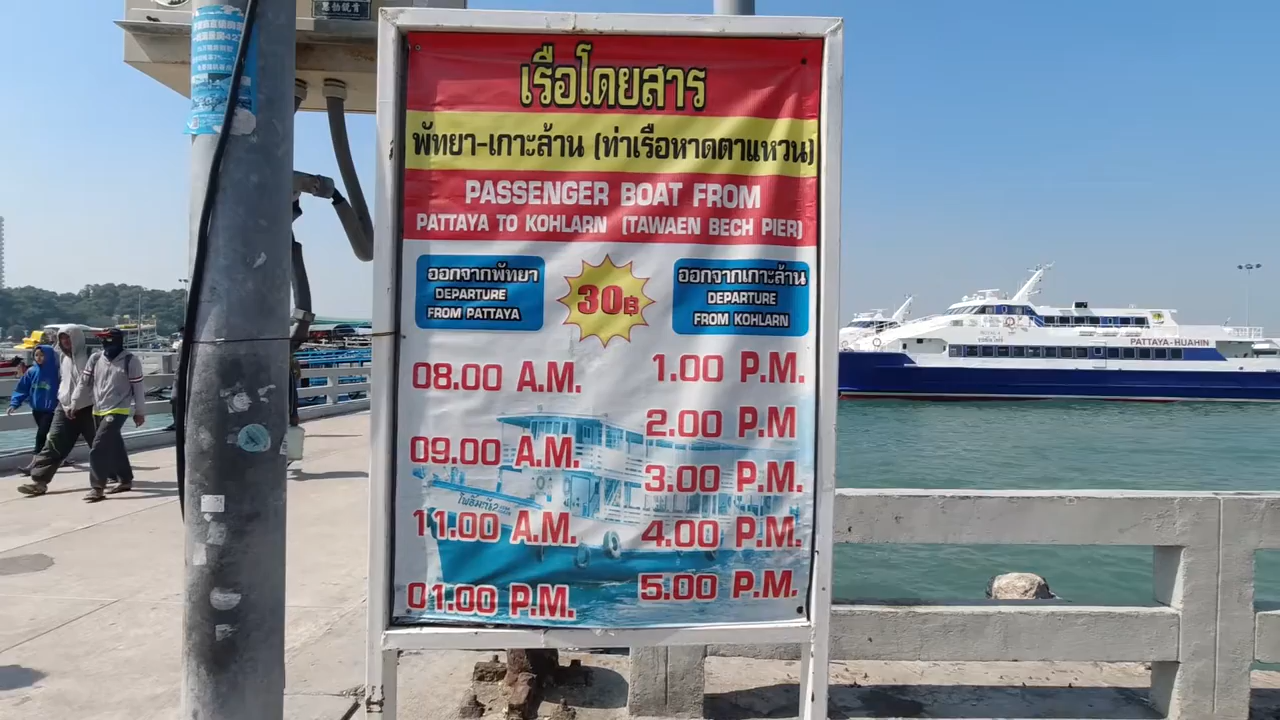 เรือโดยสาร
พัทยา-เกาะล้าน (ท่าเรือหาดตาแหวน)
PASSENGER BOAT FROM
PATTAYA TO KOHLARN (TAWAEN BECH PIER)
ออกจากพัทยา
DEPARTURE
FROM PATTAYA
30฿
ออกจากเกาะล้าน
DEPARTURE
FROM KOHLARN
08.00 A.M.
09.00 A.M.
11.00 A.M.
01.00 P.M.
1.00 P.M.
2.00 P.M
3.00 P.M.
4.00 P.M.
5.00 P.M.
PATTAYA-HUAHIN